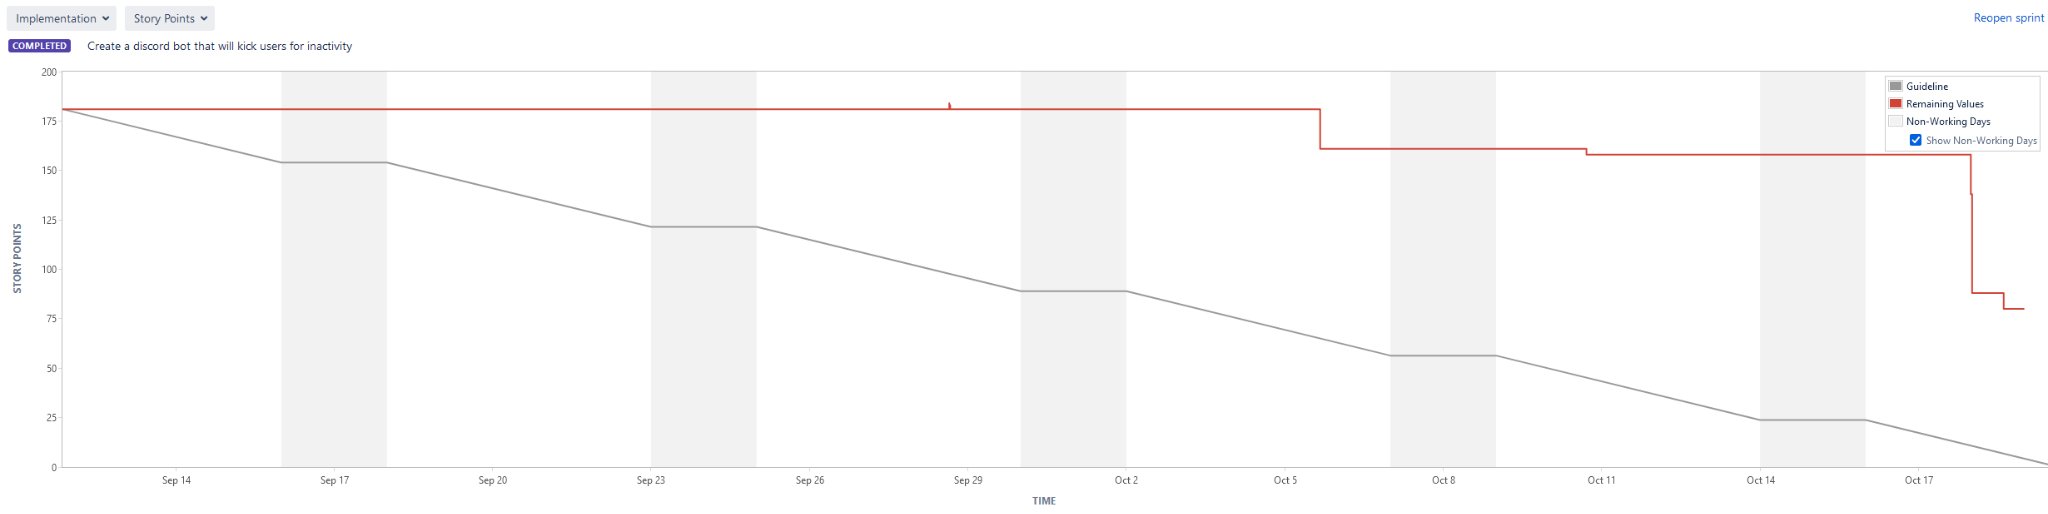 Implementation Story Points Reopen sprint
COMPLETED Create a discord bot that will kick users for inactivity
200
175
150
125
100
75
50
25
0
STORY POINTS
Guideline
Remaining Values
Non-Working Days
Show Non-Working Days
Sep 14 Sep 17 Sep 20 Sep 23 Sep 26 Sep 29 Oct 2 Oct 5 Oct 8 Oct 11 Oct 14 Oct 17
TIME